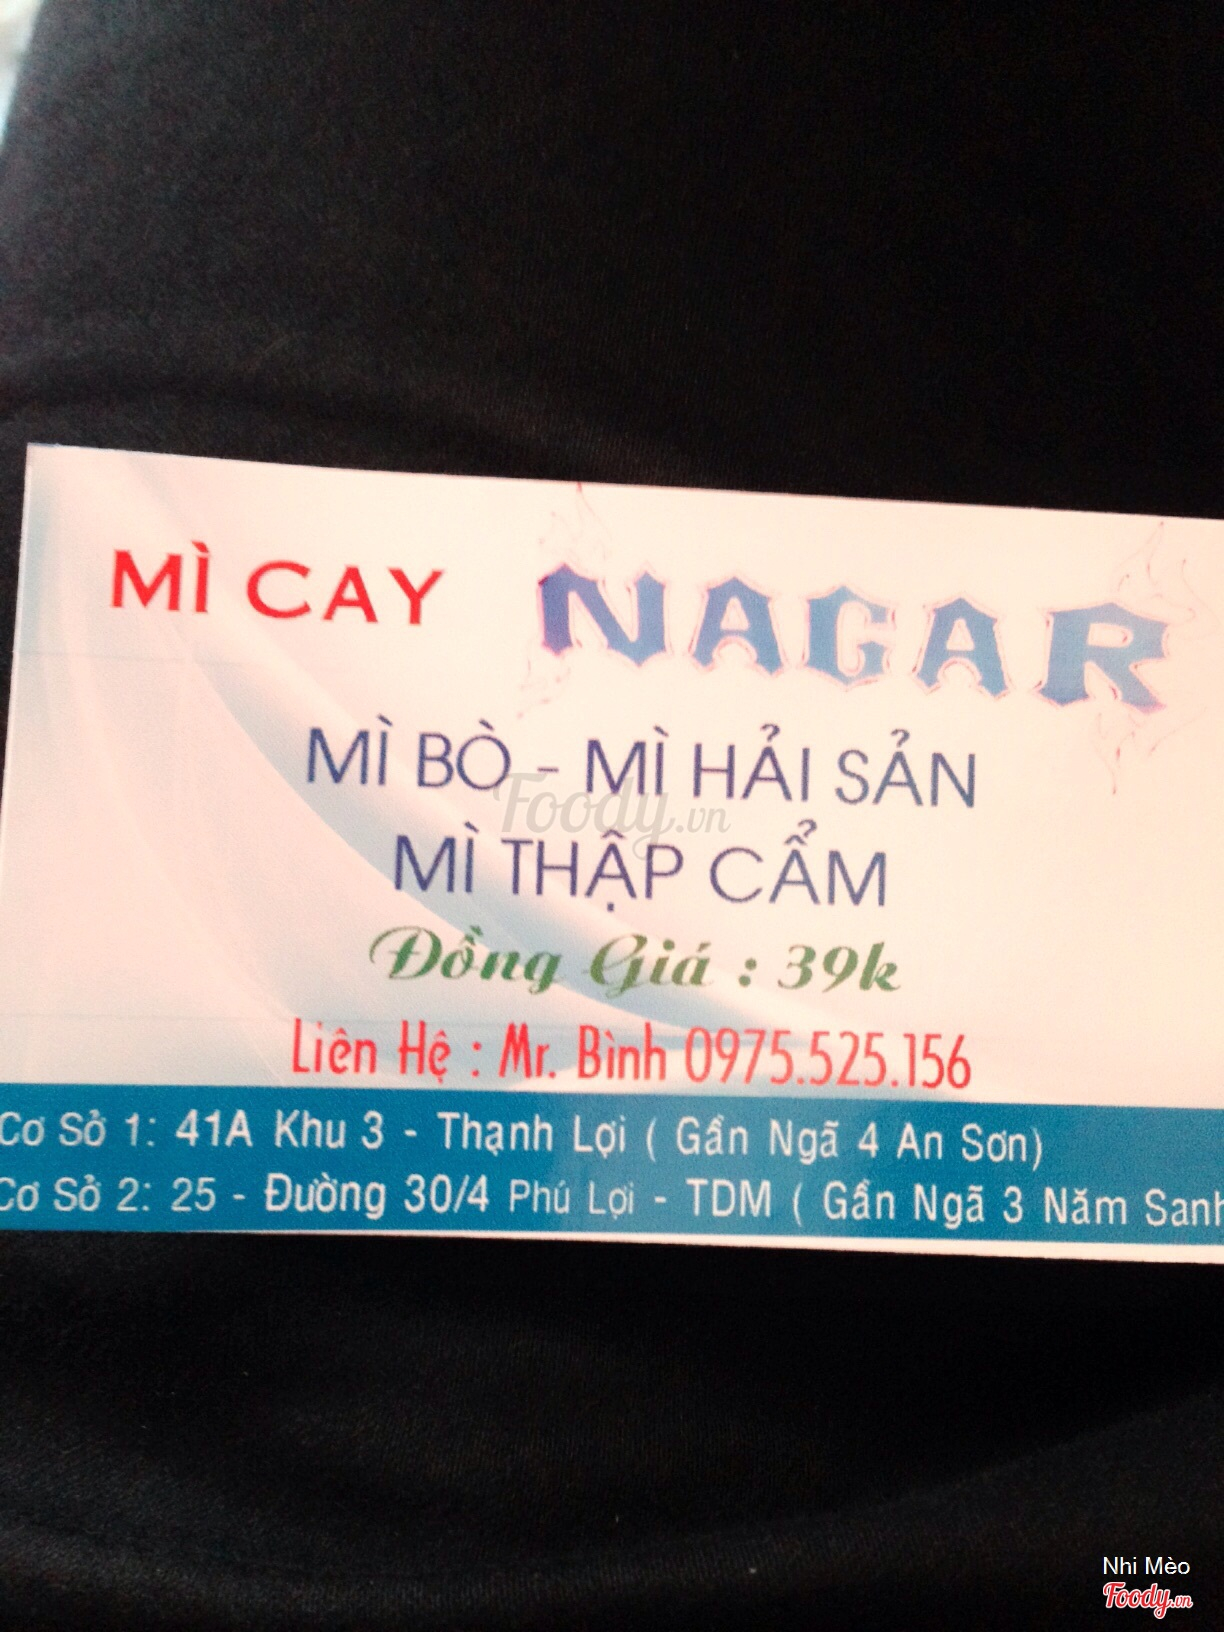 MÌ CAY NAGAR
MÌ BÒ - MÌ HẢI SẢN
MÌ THẬP CẨM
Đồng Giá : 39k
Liên Hệ : Mr. Bình 0975.525.156
Cơ Sở 1: 41A Khu 3 - Thạnh Lợi ( Gần Ngã 4 An Sơn)
Cơ Sở 2: 25 - Đường 30/4 Phú Lợi - TDM ( Gần Ngã 3 Năm Sanh
Foody.vn
Nhi Mèo
Foody.vn